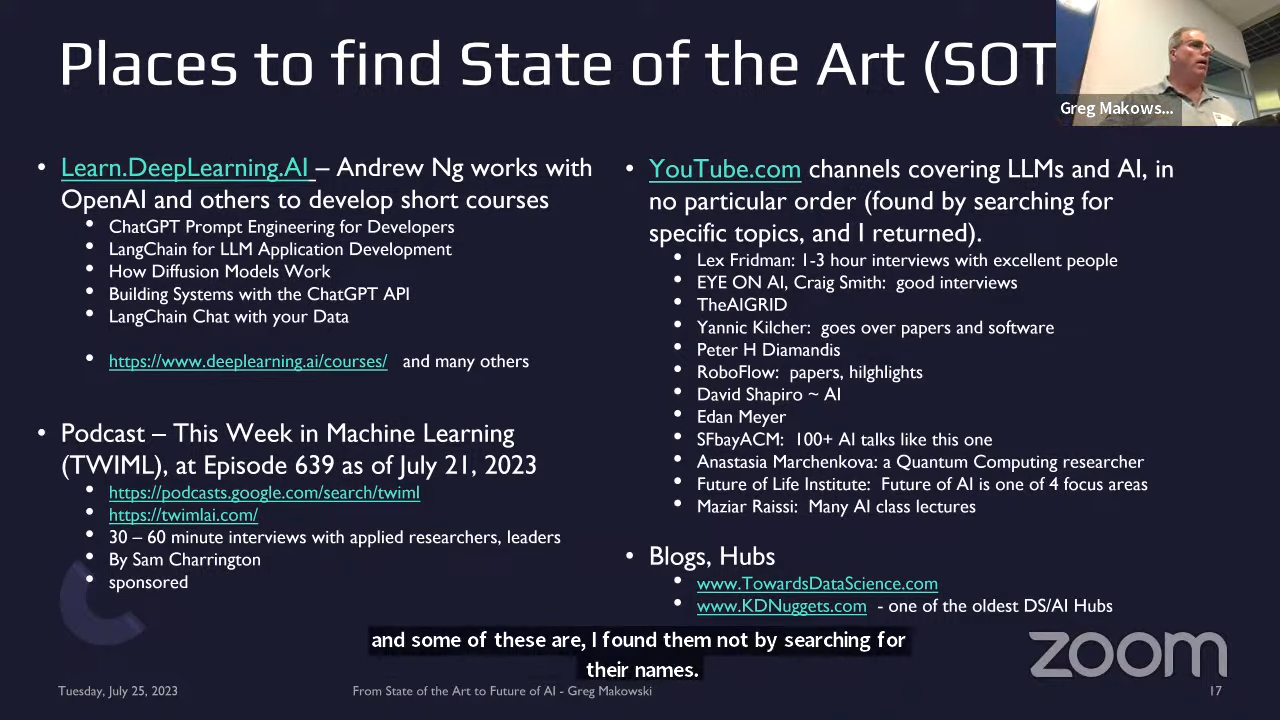 Places to find State of the Art (SOT
Greg Makows...
• Learn.DeepLearning.AI – Andrew Ng works with
OpenAI and others to develop short courses
• ChatGPT Prompt Engineering for Developers
• LangChain for LLM Application Development
• How Diffusion Models Work
• Building Systems with the ChatGPT API
• LangChain Chat with your Data
• https://www.deeplearning.ai/courses/ and many others
• Podcast – This Week in Machine Learning
(TWIML), at Episode 639 as of July 21, 2023
• https://podcasts.google.com/search/twiml
• https://twimlai.com/
• 30 – 60 minute interviews with applied researchers, leaders
• By Sam Charrington
• sponsored
• YouTube.com channels covering LLMs and AI, in
no particular order (found by searching for
specific topics, and I returned).
• Lex Fridman: 1-3 hour interviews with excellent people
• EYE ON AI, Craig Smith: good interviews
• TheAIGRID
• Yannic Kilcher: goes over papers and software
• Peter H Diamandis
• RoboFlow: papers, hilghlights
• David Shapiro ~ AI
• Edan Meyer
• SFbayACM: 100+ AI talks like this one
• Anastasia Marchenkova: a Quantum Computing researcher
• Future of Life Institute: Future of AI is one of 4 focus areas
• Maziar Raissi: Many AI class lectures
• Blogs, Hubs
• www.TowardsDataScience.com
• www.KDNuggets.com - one of the oldest DS/AI Hubs
and some of these are, I found them not by searching for
their names.
zoom
Tuesday, July 25, 2023
From State of the Art to Future of AI - Greg Makowski
17